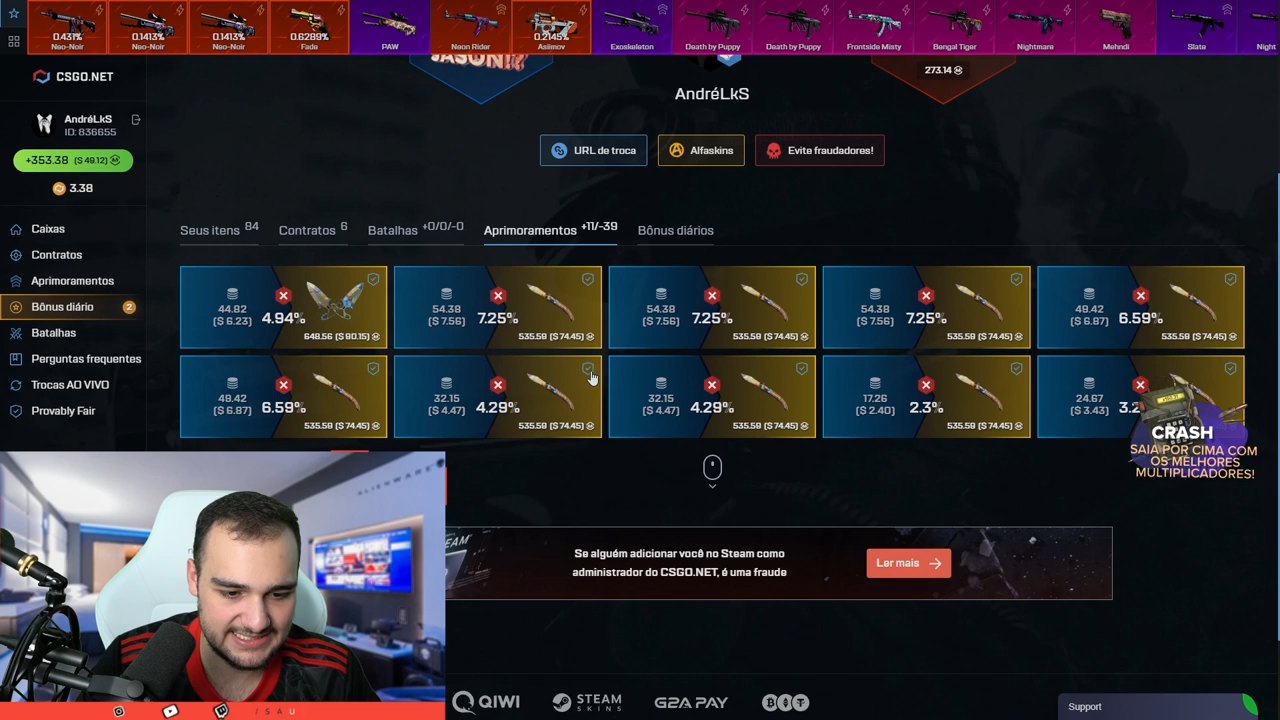 0.431%
Neo-Noir
0.1413%
Neo-Noir
0.1413%
Neo-Noir
0.6289%
Fade
PAW
Neon Rider
0.2145%
Asiimov
Exoskeleton
Death by Puppy
Death by Puppy
Frontside Misty
Bengal Tiger
Nightmare
Mehndi
Slate
Night
CSGO.NET
JASON!?
273.14
AndréLkS
AndréLkS
ID: 836655
+353.38 ($ 49.12)
3.38
URL de troca
Alfaskins
Evite fraudadores!
Seus itens 84
Contratos 6
Batalhas +0/0/-0
Aprimoramentos +11/-39
Bônus diários
Caixas
Contratos
Aprimoramentos
Bônus diário 2
Batalhas
Perguntas frequentes
Trocas AO VIVO
Provably Fair
44.82
($ 6.23)
4.94%
648.56 ($ 90.15)
54.38
($ 7.56)
7.25%
535.59 ($ 74.45)
54.38
($ 7.56)
7.25%
535.59 ($ 74.45)
54.38
($ 7.56)
7.25%
535.59 ($ 74.45)
49.42
($ 6.87)
6.59%
535.59 ($ 74.45)
49.42
($ 6.87)
6.59%
535.59 ($ 74.45)
32.15
($ 4.47)
4.29%
535.59 ($ 74.45)
32.15
($ 4.47)
4.29%
535.59 ($ 74.45)
17.26
($ 2.40)
2.3%
535.59 ($ 74.45)
24.67
($ 3.43)
3.2
CRASH
SAIA POR CIMA COM
OS MELHORES
MULTIPLICADORES!
Se alguém adicionar você no Steam como
administrador do CSGO.NET, é uma fraude
Ler mais
ALIENWARE
QIWI
STEAM
SKINS
G2A PAY
Support
/ S A U